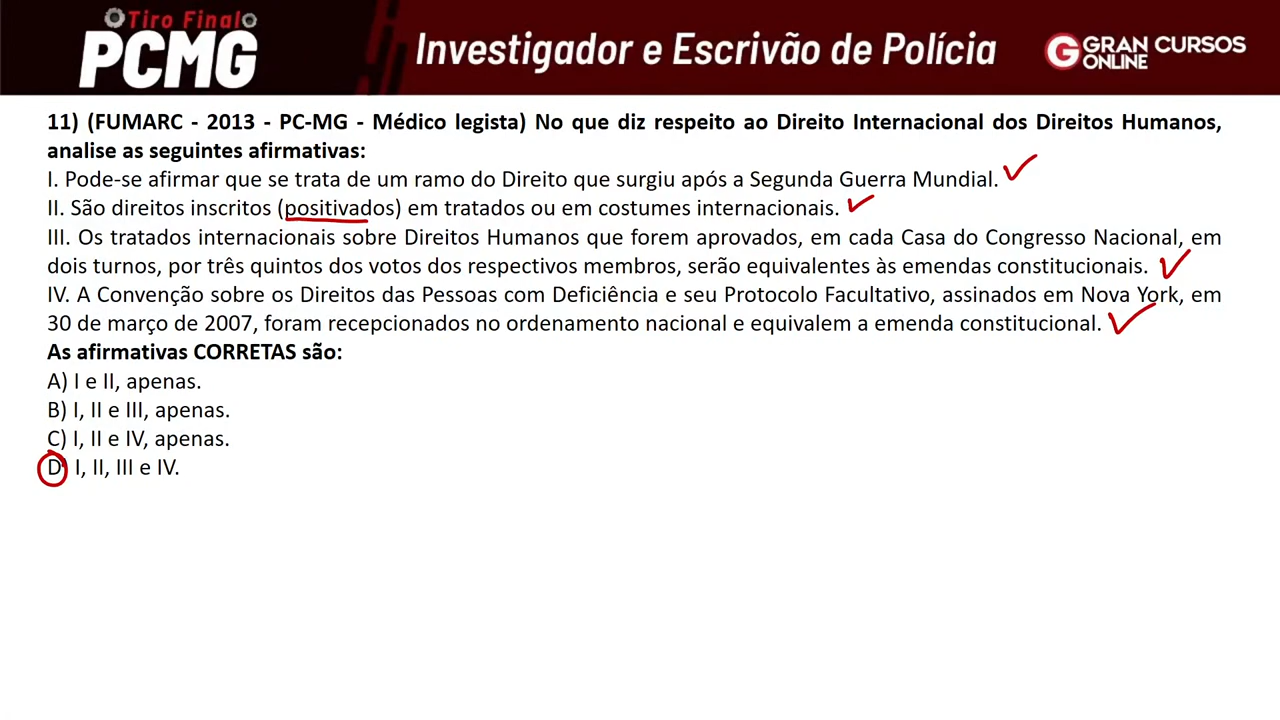 Tiro Final
PCMG
Investigador e Escrivão de Polícia
GRAN CURSOS
ONLINE
11) (FUMARC - 2013 - PC-MG - Médico legista) No que diz respeito ao Direito Internacional dos Direitos Humanos,
analise as seguintes afirmativas:
I. Pode-se afirmar que se trata de um ramo do Direito que surgiu após a Segunda Guerra Mundial.
II. São direitos inscritos (positivados) em tratados ou em costumes internacionais.
III. Os tratados internacionais sobre Direitos Humanos que forem aprovados, em cada Casa do Congresso Nacional, em
dois turnos, por três quintos dos votos dos respectivos membros, serão equivalentes às emendas constitucionais.
IV. A Convenção sobre os Direitos das Pessoas com Deficiência e seu Protocolo Facultativo, assinados em Nova York, em
30 de março de 2007, foram recepcionados no ordenamento nacional e equivalem a emenda constitucional.
As afirmativas CORRETAS são:
A) I e II, apenas.
B) I, II e III, apenas.
C) I, II e IV, apenas.
D) I, II, III e IV.